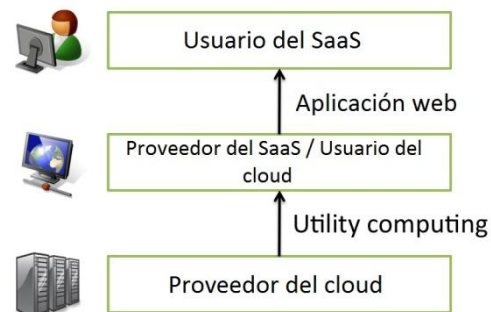 Usuario del SaaS
Aplicación web
Proveedor del SaaS / Usuario del
cloud
Utility computing
Proveedor del cloud